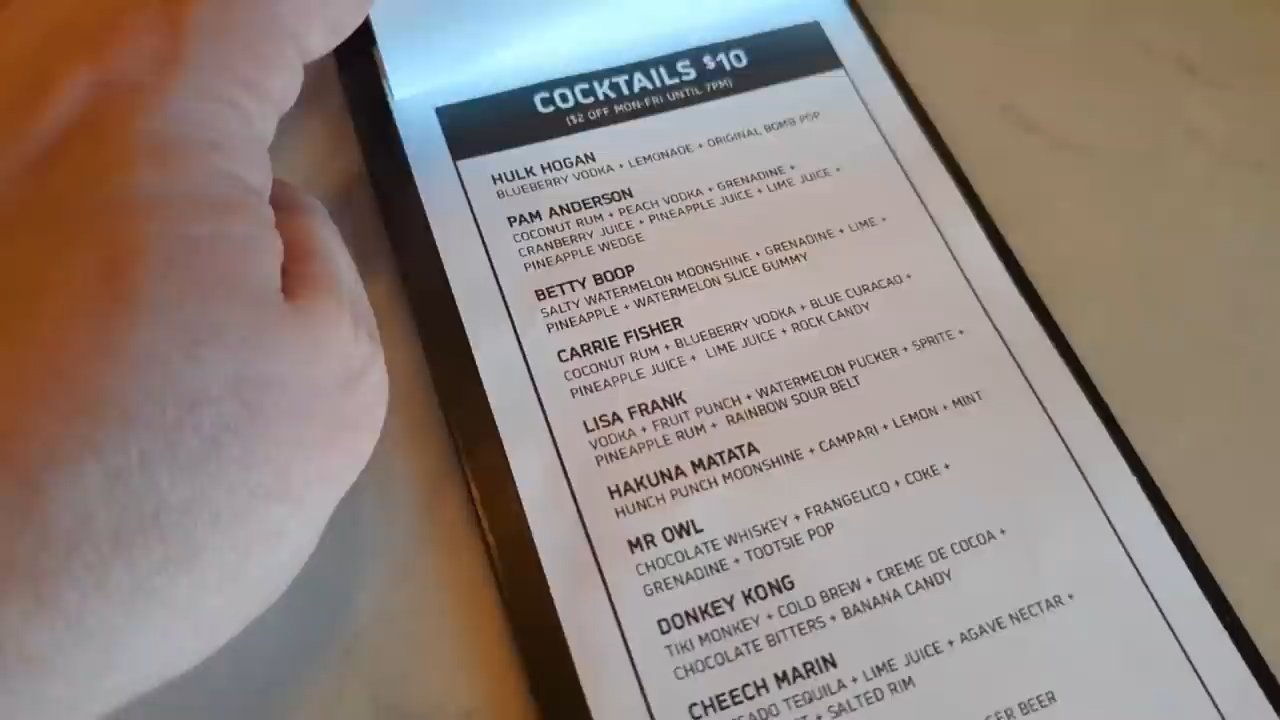 COCKTAILS $10
($2 OFF MON-FRI UNTIL 7PM)
HULK HOGAN
BLUEBERRY VODKA + LEMONADE + ORIGINAL BOMB POP
PAM ANDERSON
COCONUT RUM + PEACH VODKA + GRENADINE +
CRANBERRY JUICE + PINEAPPLE JUICE + LIME JUICE +
PINEAPPLE WEDGE
BETTY BOOP
SALTY WATERMELON MOONSHINE + GRENADINE + LIME +
PINEAPPLE + WATERMELON SLICE GUMMY
CARRIE FISHER
COCONUT RUM + BLUEBERRY VODKA + BLUE CURACAO +
PINEAPPLE JUICE + LIME JUICE + ROCK CANDY
LISA FRANK
VODKA + FRUIT PUNCH + WATERMELON PUCKER + SPRITE +
PINEAPPLE RUM + RAINBOW SOUR BELT
HAKUNA MATATA
HUNCH PUNCH MOONSHINE + CAMPARI + LEMON + MINT
MR OWL
CHOCOLATE WHISKEY + FRANGELICO + COKE +
GRENADINE + TOOTSIE POP
DONKEY KONG
TIKI MONKEY + COLD BREW + CREME DE COCOA +
CHOCOLATE BITTERS + BANANA CANDY
CHEECH MARIN
TEQUILA + LIME JUICE + AGAVE NECTAR +
+ SALTED RIM
BEER